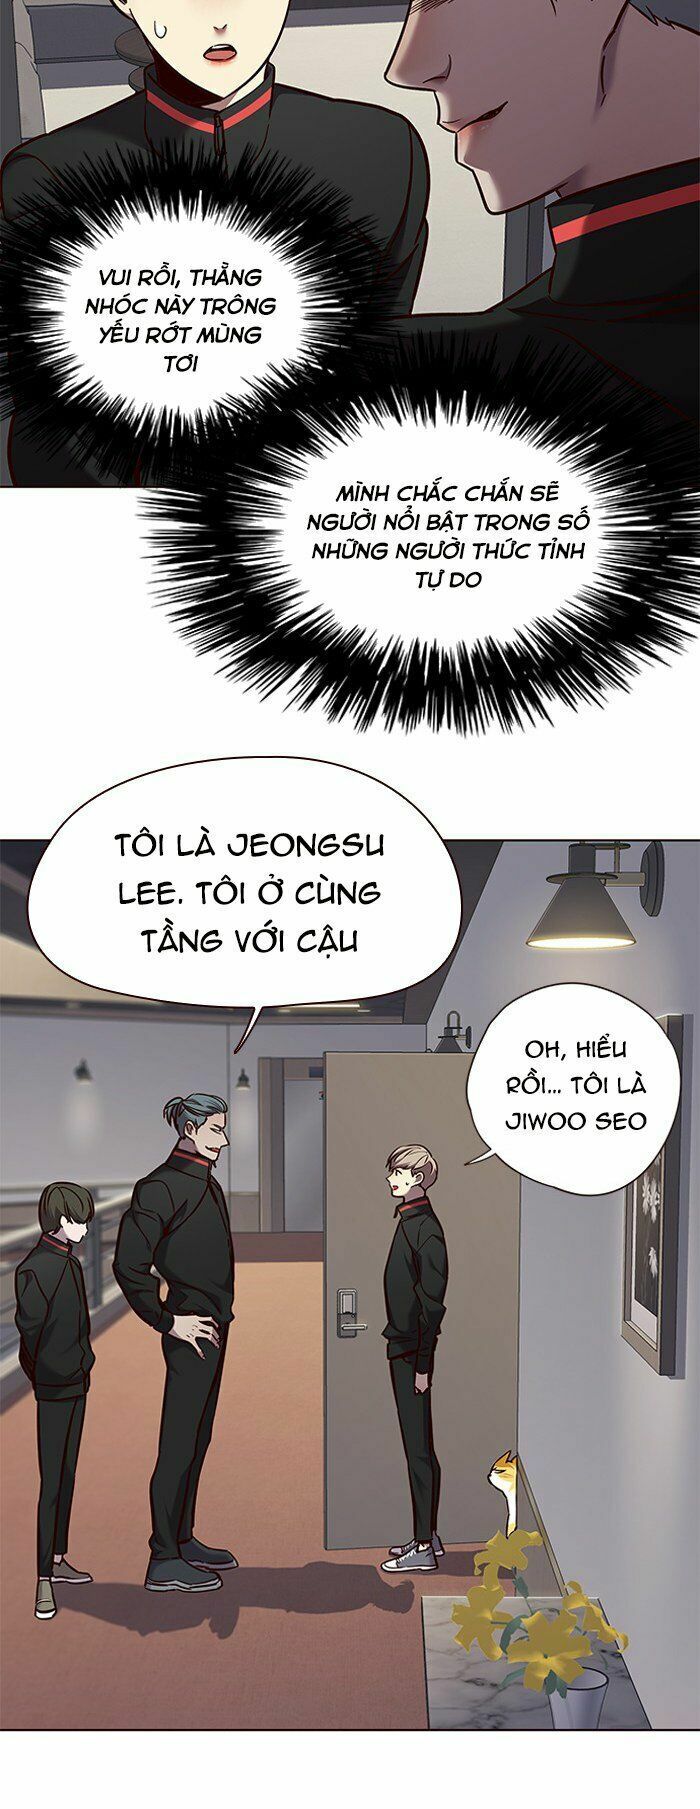 VUI RỒI, THẰNG
NHÓC NÀY TRÔNG
YẾU RỚT MÙNG
TƠI
MÌNH CHẮC CHẮN SẼ
NGƯỜI NỔI BẬT TRONG SỐ
NHỮNG NGƯỜI THỨC TỈNH
TỰ DO
TÔI LÀ JEONGSU
LEE. TÔI Ở CÙNG
TẦNG VỚI CẬU
OH, HIỂU
RỒI... TÔI LÀ
JIWOO SEO